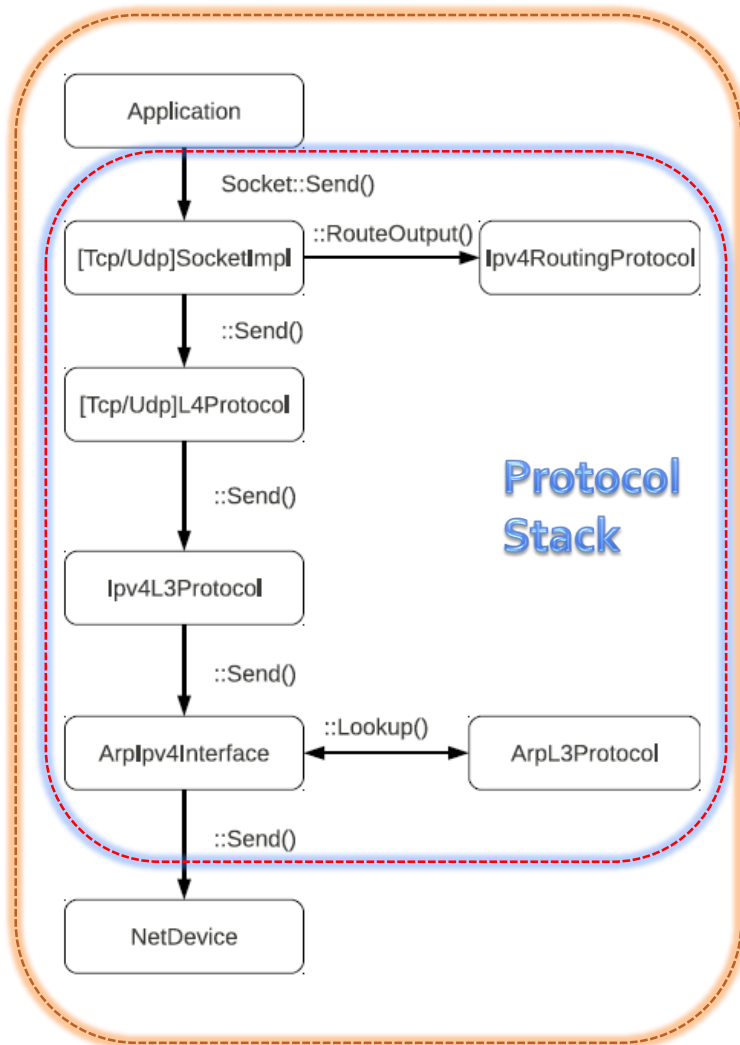 Application
Socket::Send()
[Tcp/Udp]SocketImpl
::RouteOutput()
Ipv4RoutingProtocol
::Send()
[Tcp/Udp]L4Protocol
::Send()
Protocol
Stack
Ipv4L3Protocol
::Send()
ArpIpv4Interface
::Lookup()
ArpL3Protocol
::Send()
NetDevice